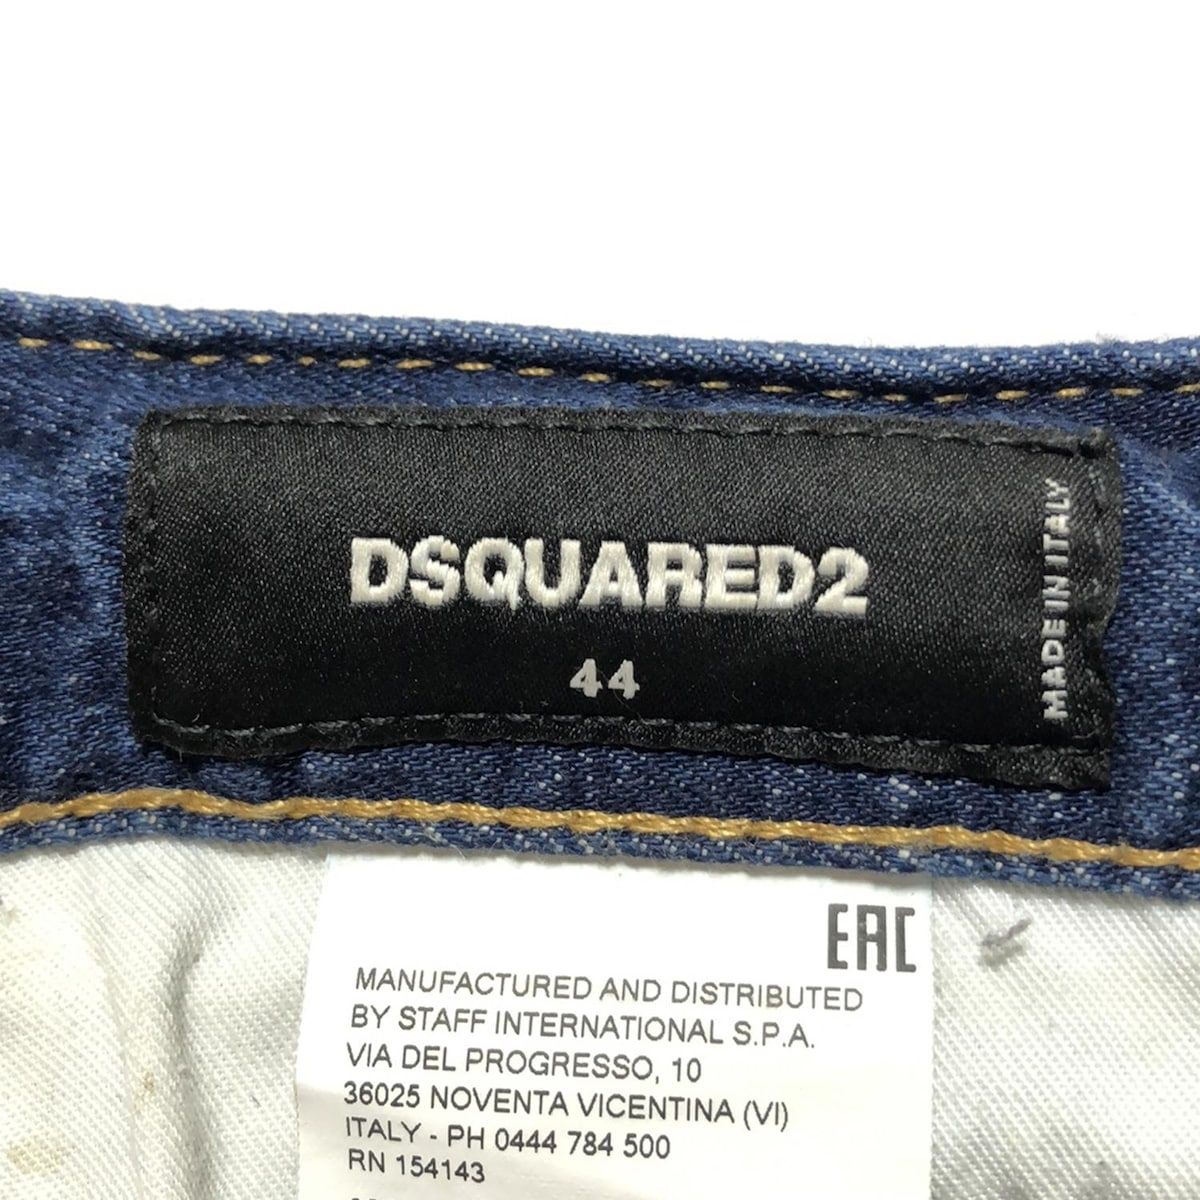 DSQUARED2
44
MADE IN ITALY
EAC
MANUFACTURED AND DISTRIBUTED
BY STAFF INTERNATIONAL S.P.A.
VIA DEL PROGRESSO, 10
36025 NOVENTA VICENTINA (VI)
ITALY - PH 0444 784 500
RN 154143